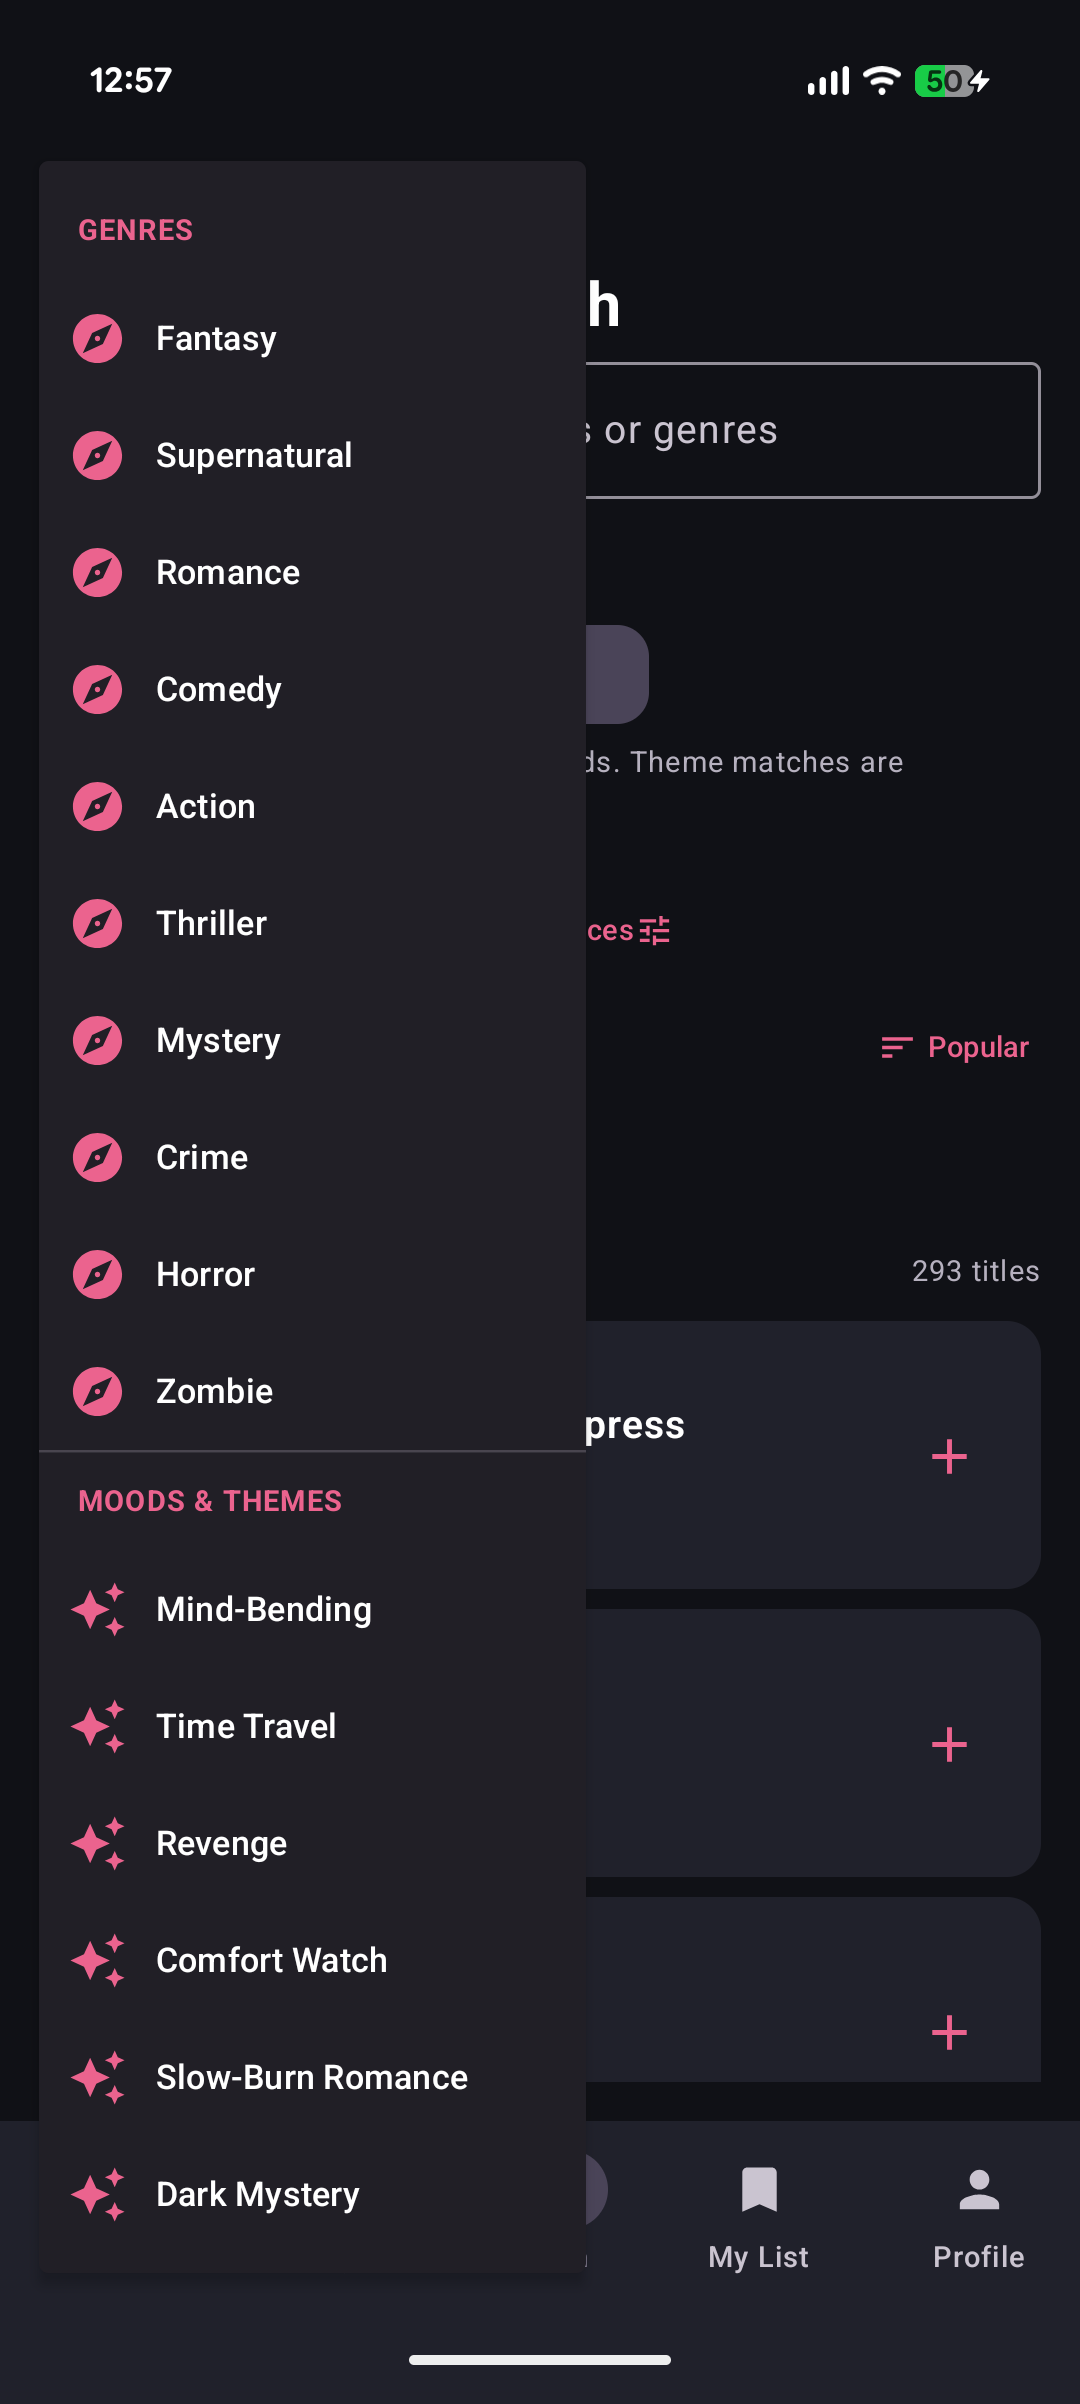 12:57
50
GENRES
h
Fantasy
or genres
Supernatural
Romance
Comedy
ds. Theme matches are
Action
Thriller
ces
Mystery
Popular
Crime
Horror
293 titles
Zombie
press
MOODS & THEMES
Mind-Bending
Time Travel
Revenge
Comfort Watch
Slow-Burn Romance
Dark Mystery
My List
Profile